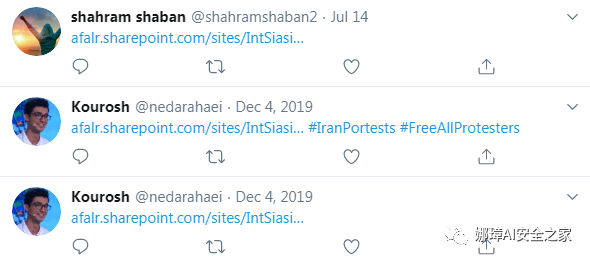 shahram shaban @shahramshaban2 · Jul 14
afalr.sharepoint.com/sites/IntSiasi...
Kourosh @nedarahaei · Dec 4, 2019
afalr.sharepoint.com/sites/IntSiasi... #IranPortests #FreeAllProtesters
Kourosh @nedarahaei · Dec 4, 2019
afalr.sharepoint.com/sites/IntSiasi...
娜璋AI安全之家